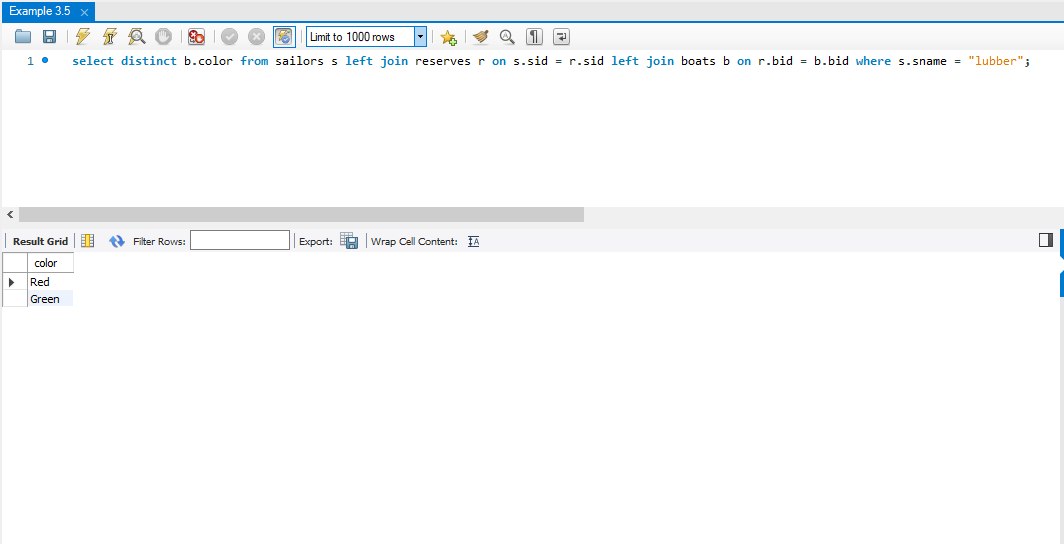 Example 3.5
Limit to 1000 rows
1 select distinct b.color from sailors s left join reserves r on s.sid = r.sid left join boats b on r.bid = b.bid where s.sname = "lubber";
Result Grid Filter Rows: Export: Wrap Cell Content:
color
Red
Green